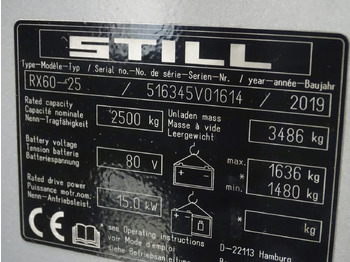 STILL
Type-Modèle-Typ / Serial no.-No. de série-Serien-Nr. / year-année-Baujahr
RX60-25 / 516345V01614 / 2019
Rated capacity
Capacité nominale
Nenn-Tragfähigkeit
2500 kg
Unladen mass
Masse à vide
Leergewicht
3486 kg
Battery voltage
Tension batterie
Batteriespannung
80 V
max. 1636 kg
* min. 1480 kg
Rated drive power
Puissance motr.nom.
Nenn-Antriebsleist.
15.0 kW
* kg
CE
see Operating instructions
voir Mode d'emploi
siehe Betriebsanleitung
D-22113 Hamburg